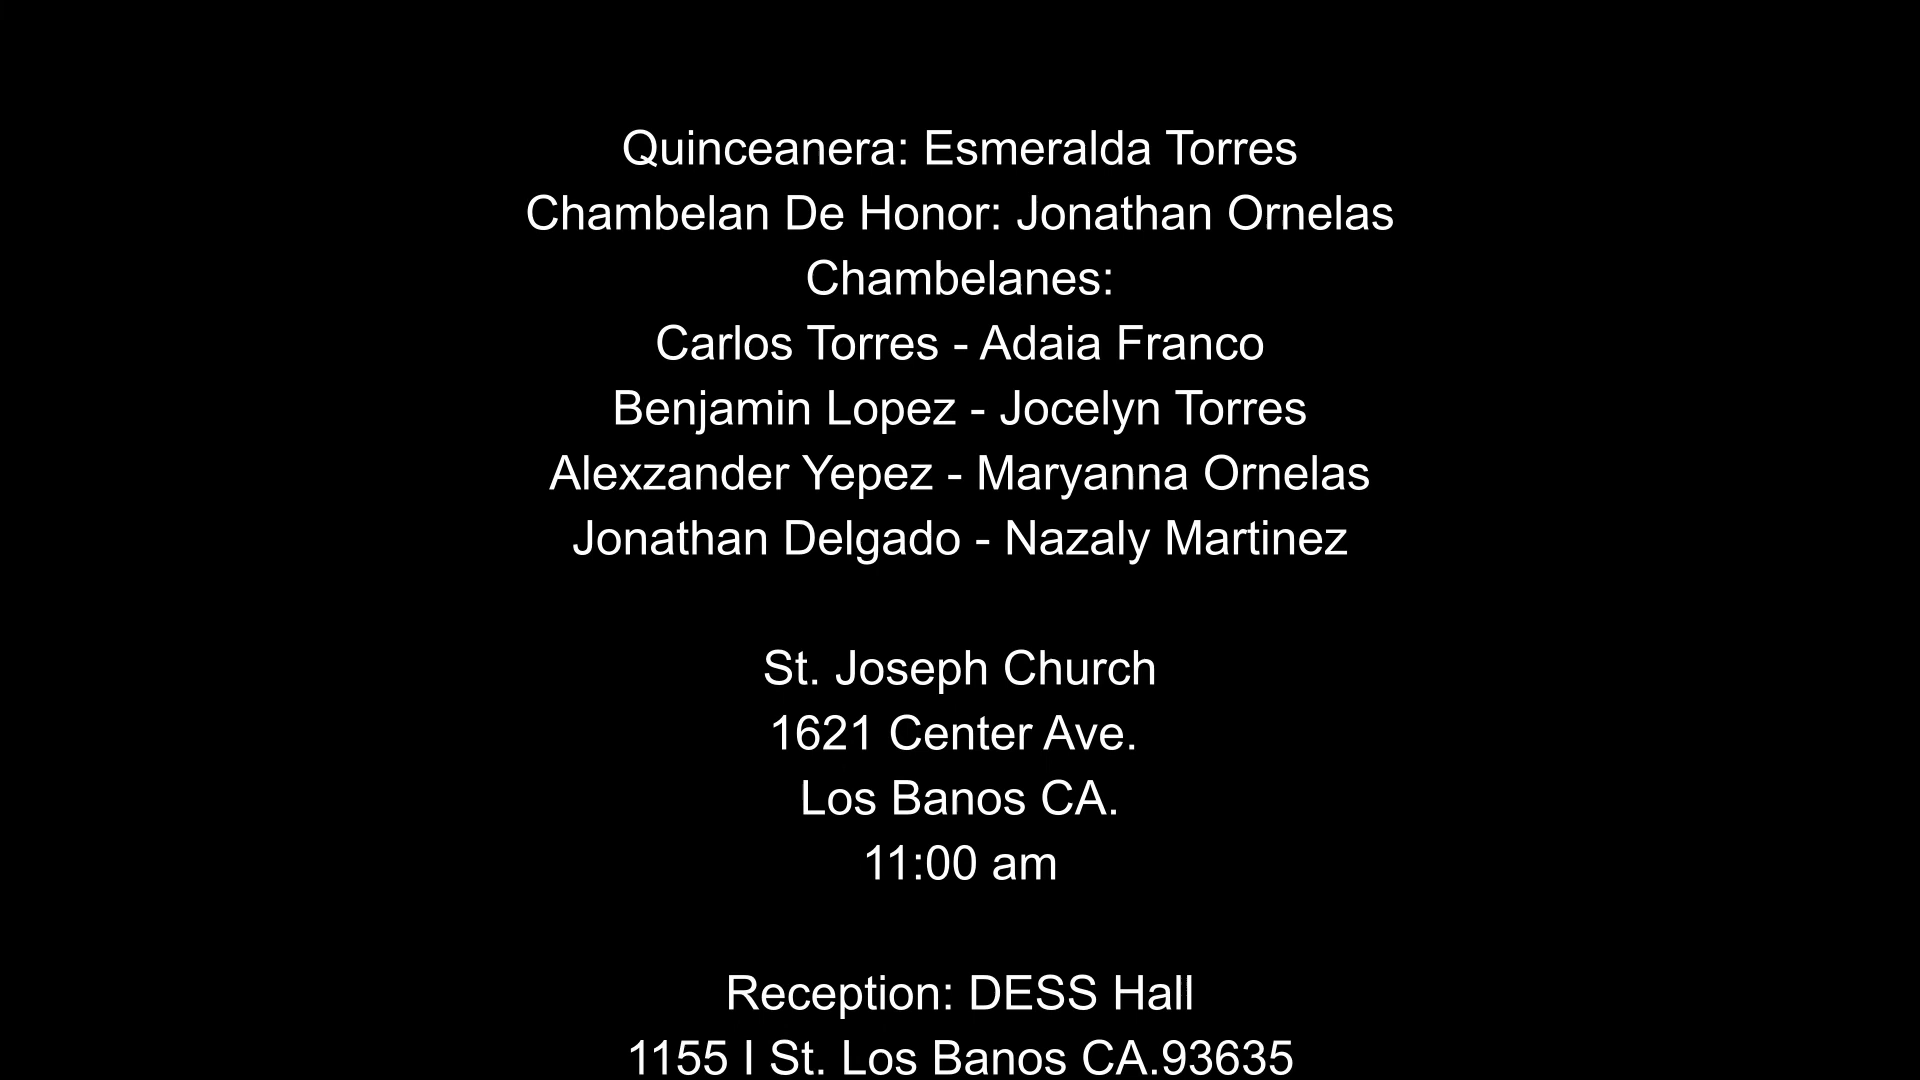 Quinceanera: Esmeralda Torres
Chambelan De Honor: Jonathan Ornelas
Chambelanes:
Carlos Torres - Adaia Franco
Benjamin Lopez - Jocelyn Torres
Alexzander Yepez - Maryanna Ornelas
Jonathan Delgado - Nazaly Martinez
St. Joseph Church
1621 Center Ave.
Los Banos CA.
11:00 am
Reception: DESS Hall
1155 I St. Los Banos CA.93635